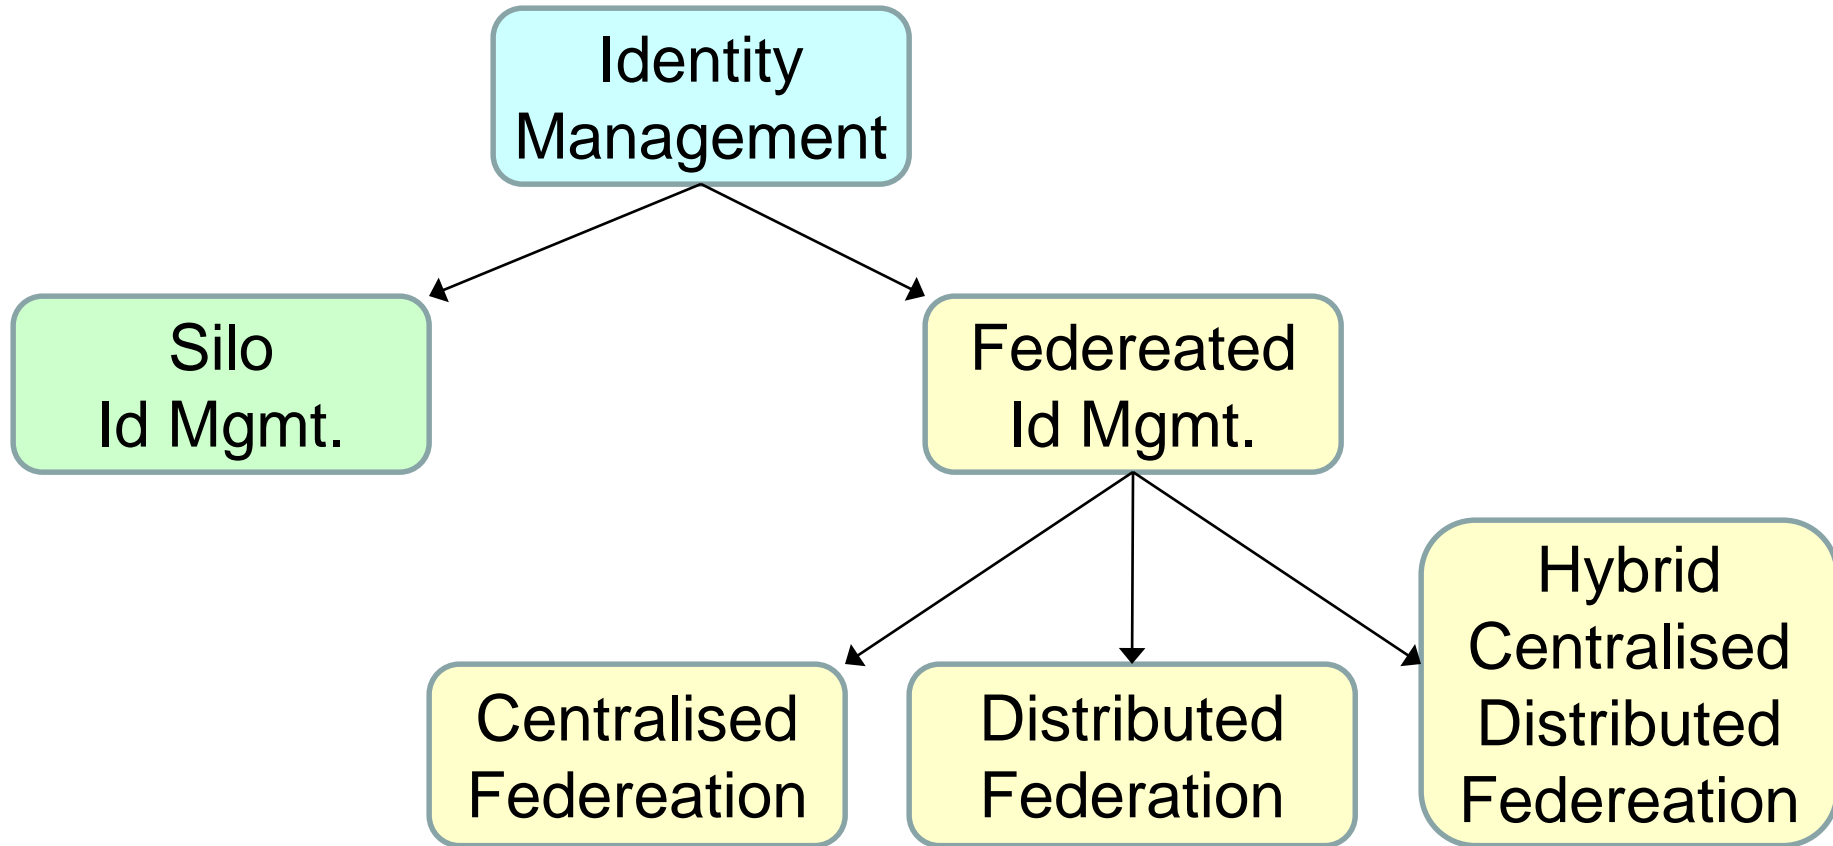 Identity
Management
Silo
Id Mgmt.
Federeated
Id Mgmt.
Centralised
Federeation
Distributed
Federation
Hybrid
Centralised
Distributed
Federeation